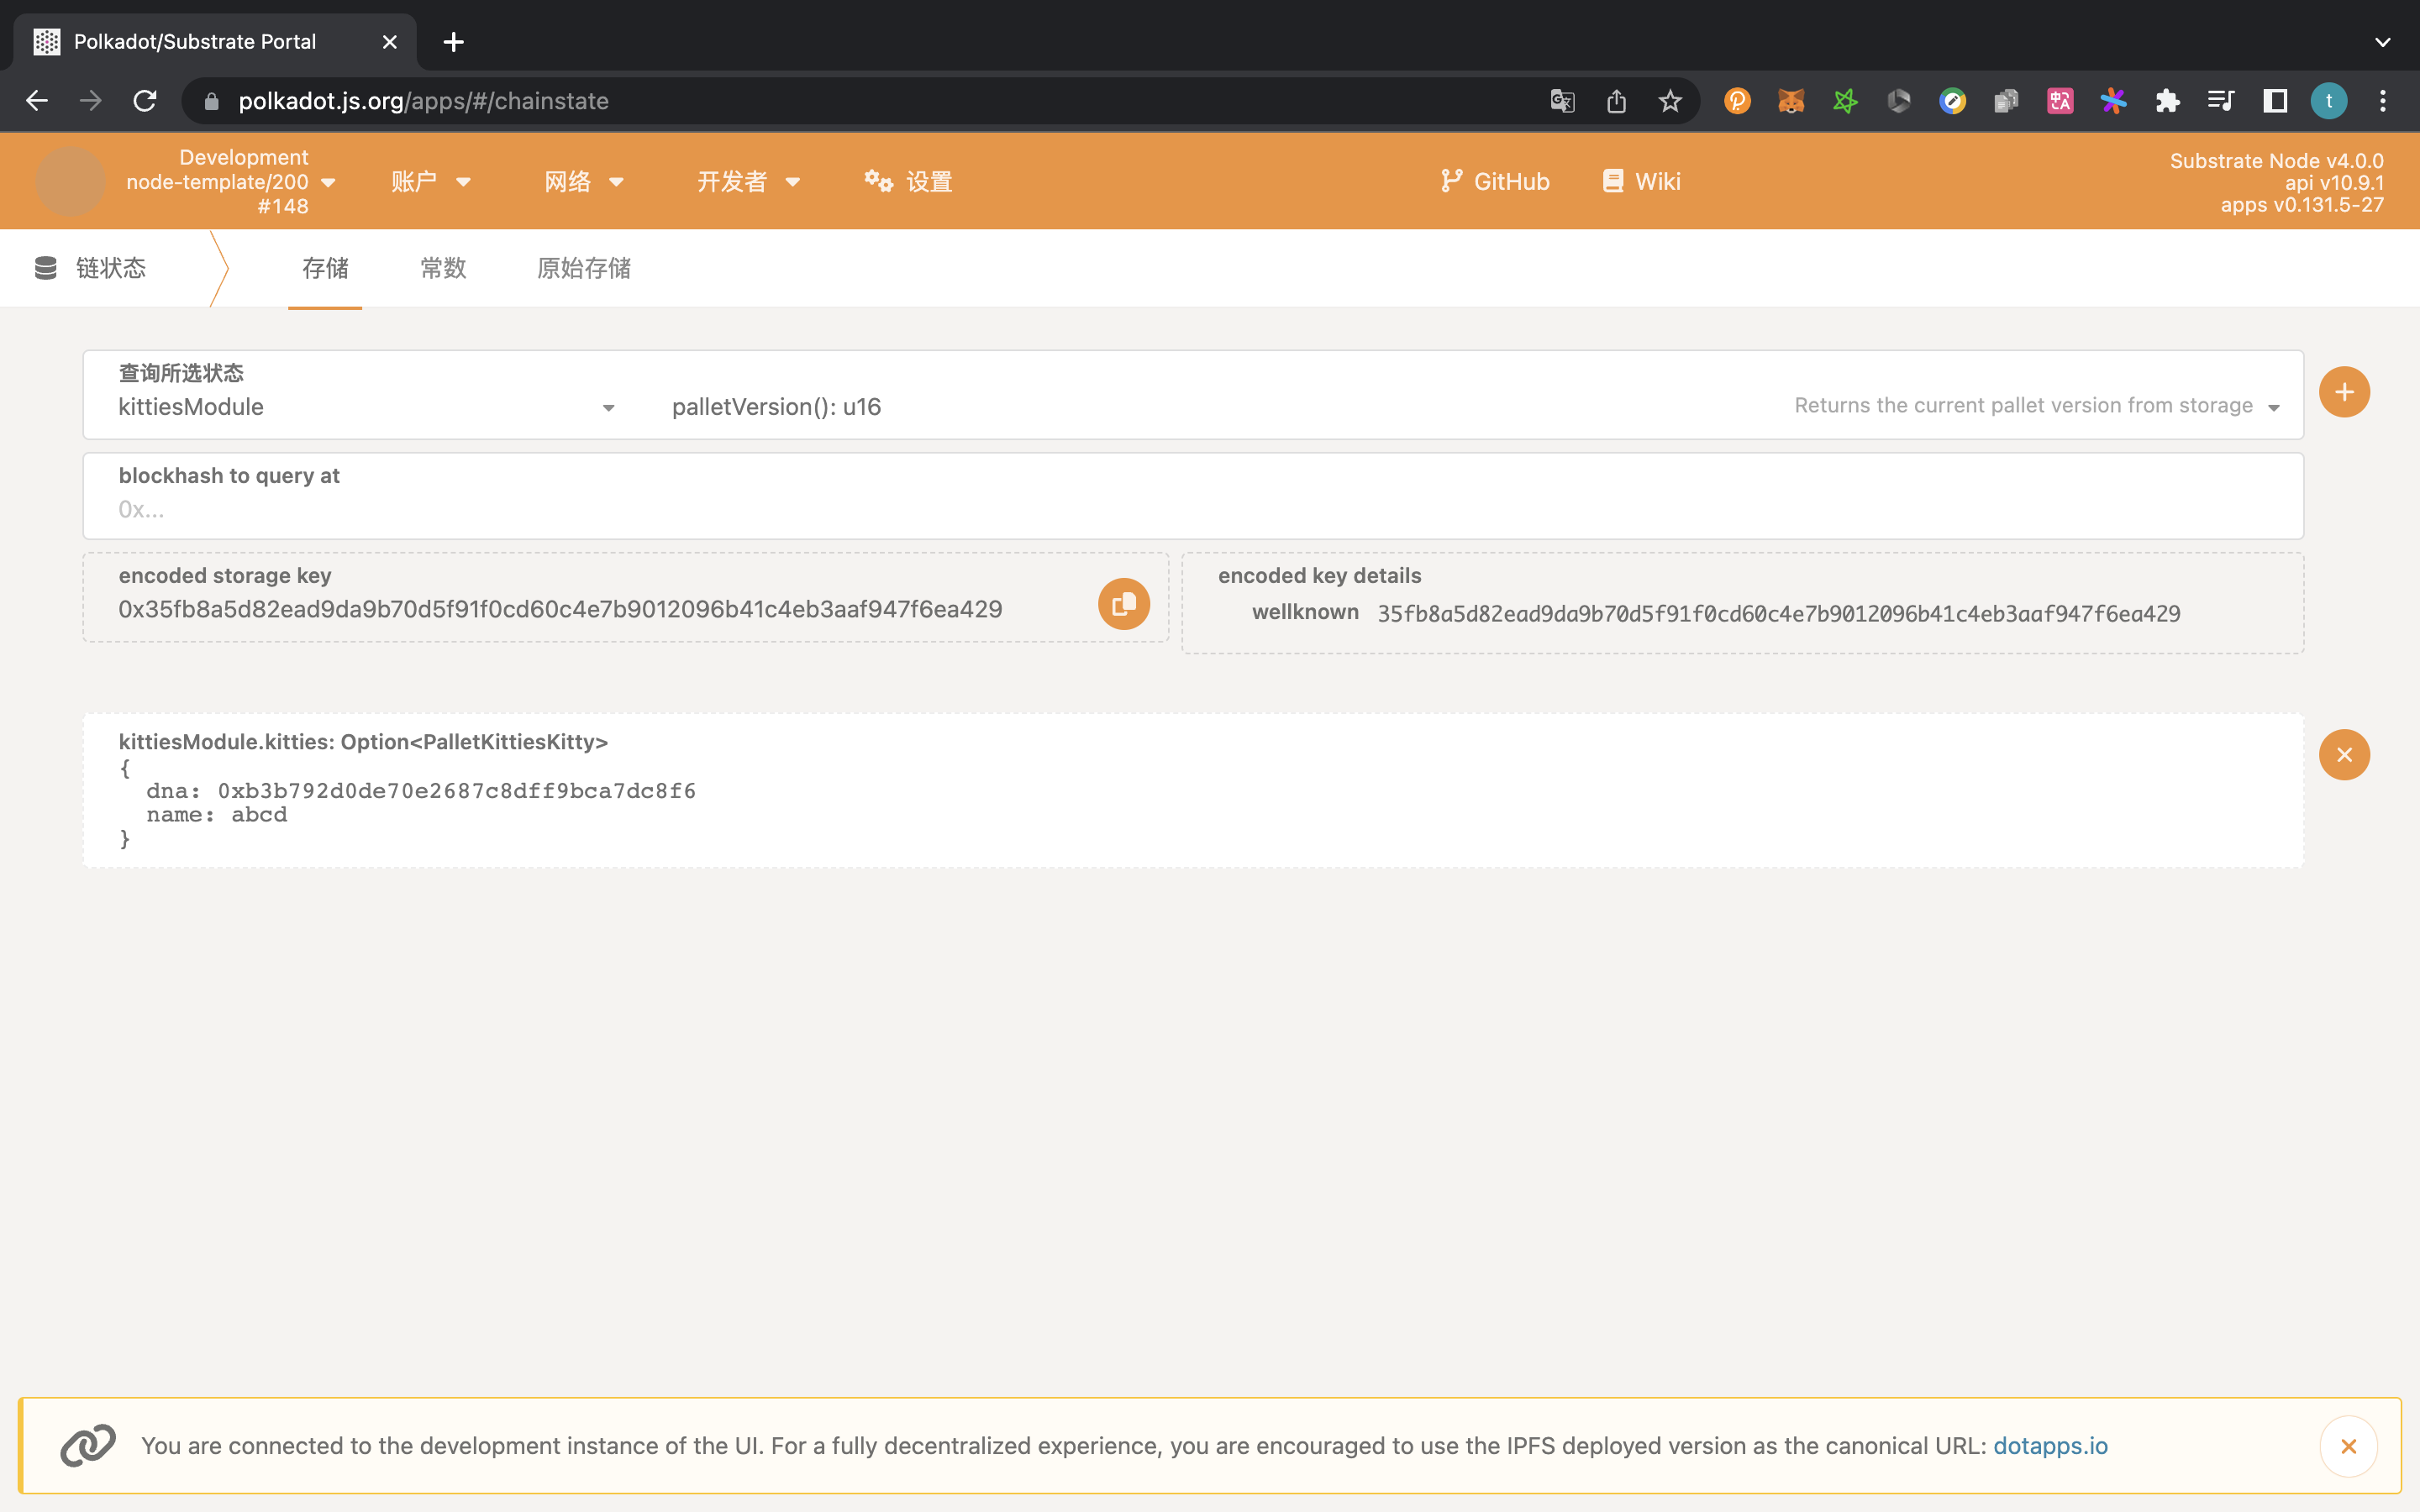 Polkadot/Substrate Portal
polkadot.js.org/apps/#/chainstate
t
Development
node-template/200
#148
账户
网络
开发者
设置
GitHub
Wiki
Substrate Node v4.0.0
api v10.9.1
apps v0.131.5-27
链状态
存储
常数
原始存储
查询所选状态
kittiesModule
palletVersion(): u16
Returns the current pallet version from storage
blockhash to query at
0x...
encoded storage key
0x35fb8a5d82ead9da9b70d5f91f0cd60c4e7b9012096b41c4eb3aaf947f6ea429
encoded key details
wellknown 35fb8a5d82ead9da9b70d5f91f0cd60c4e7b9012096b41c4eb3aaf947f6ea429
kittiesModule.kitties: Option<PalletKittiesKitty>
{
dna: 0xb3b792d0de70e2687c8dff9bca7dc8f6
name: abcd
}
You are connected to the development instance of the UI. For a fully decentralized experience, you are encouraged to use the IPFS deployed version as the canonical URL: dotapps.io